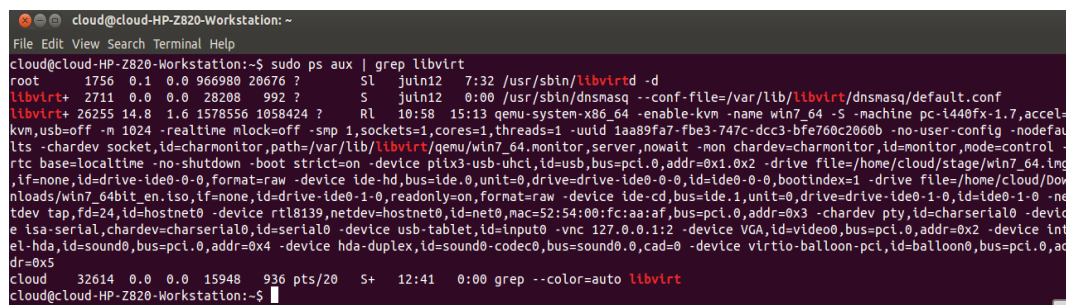 cloud@cloud-HP-Z820-Workstation: ~
File Edit View Search Terminal Help
cloud@cloud-HP-Z820-Workstation:~$ sudo ps aux | grep libvirt
root      1756  0.1  0.0 966980 20676 ?        Sl   juin12   7:32 /usr/sbin/libvirtd -d
libvirt+  2711  0.0  0.0  28208   992 ?        S    juin12   0:00 /usr/sbin/dnsmasq --conf-file=/var/lib/libvirt/dnsmasq/default.conf
libvirt+ 26255 14.8  1.6 1578556 1058424 ?     Rl   10:58  15:13 qemu-system-x86_64 -enable-kvm -name win7_64 -S -machine pc-i440fx-1.7,accel=
kvm,usb=off -m 1024 -realtime mlock=off -smp 1,sockets=1,cores=1,threads=1 -uuid 1aa89fa7-fbe3-747c-dcc3-bfe760c2060b -no-user-config -nodefau
lts -chardev socket,id=charmonitor,path=/var/lib/libvirt/qemu/win7_64.monitor,server,nowait -mon chardev=charmonitor,id=monitor,mode=control -
rtc base=localtime -no-shutdown -boot strict=on -device piix3-usb-uhci,id=usb,bus=pci.0,addr=0x1.0x2 -drive file=/home/cloud/stage/win7_64.img
,if=none,id=drive-ide0-0-0,format=raw -device ide-hd,bus=ide.0,unit=0,drive=drive-ide0-0-0,id=ide0-0-0,bootindex=1 -drive file=/home/cloud/Dow
nloads/win7_64bit_en.iso,if=none,id=drive-ide0-1-0,readonly=on,format=raw -device ide-cd,bus=ide.1,unit=0,drive=drive-ide0-1-0,id=ide0-1-0 -ne
tdev tap,fd=24,id=hostnet0 -device rtl8139,netdev=hostnet0,id=net0,mac=52:54:00:fc:aa:af,bus=pci.0,addr=0x3 -chardev pty,id=charserial0 -devic
e isa-serial,chardev=charserial0,id=serial0 -device usb-tablet,id=input0 -vnc 127.0.0.1:2 -device VGA,id=video0,bus=pci.0,addr=0x2 -device int
el-hda,id=sound0,bus=pci.0,addr=0x4 -device hda-duplex,id=sound0-codec0,bus=sound0.0,cad=0 -device virtio-balloon-pci,id=balloon0,bus=pci.0,ad
dr=0x5
cloud    32614  0.0  0.0  15948   936 pts/20   S+   12:41   0:00 grep --color=auto libvirt
cloud@cloud-HP-Z820-Workstation:~$